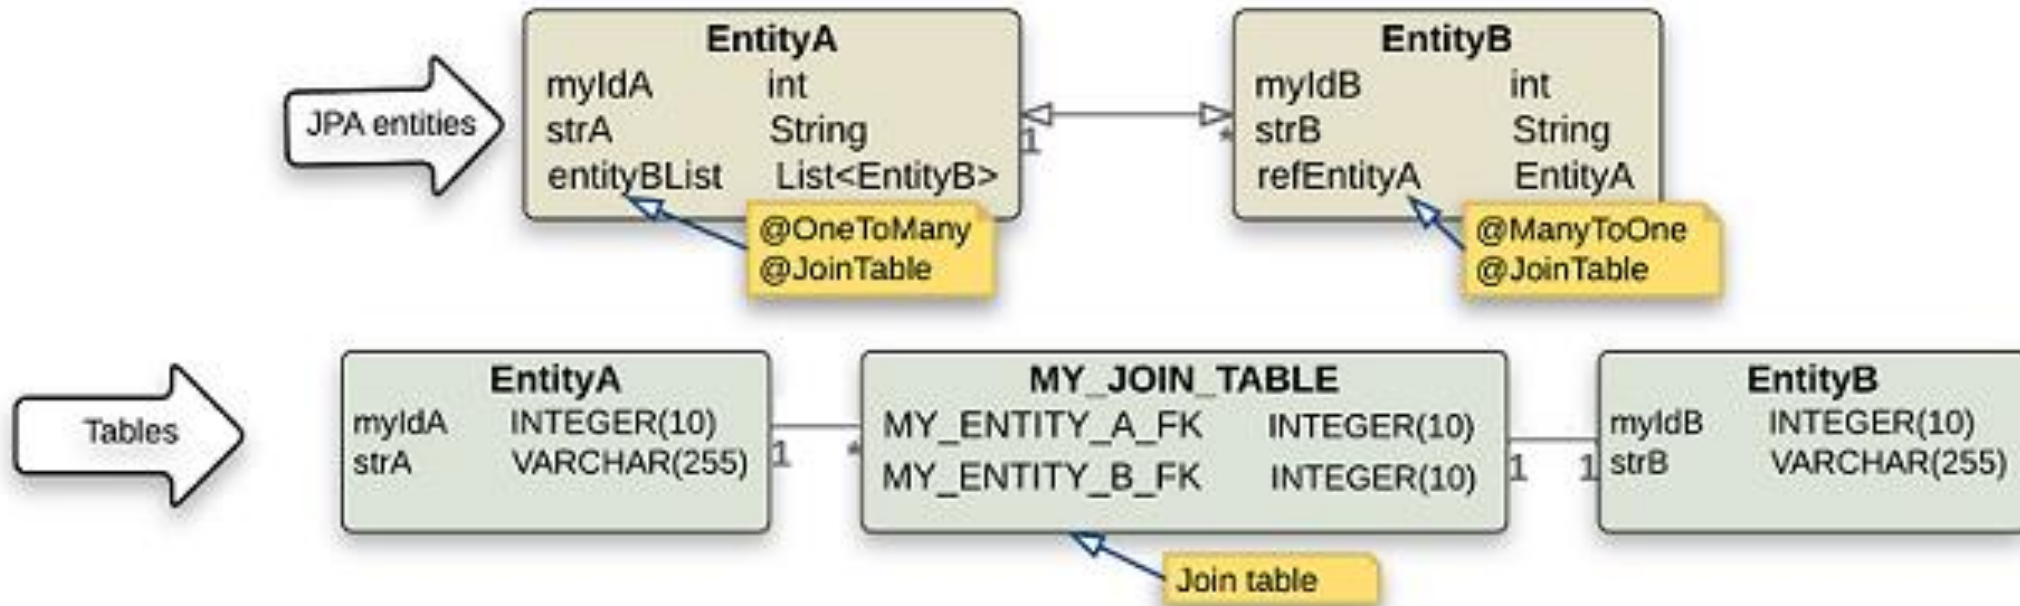 JPA entities
EntityA
myIdA int
strA String
entityBList List<EntityB>
@OneToMany
@JoinTable
1
*
EntityB
myIdB int
strB String
refEntityA EntityA
@ManyToOne
@JoinTable
Tables
EntityA
myIdA INTEGER(10)
strA VARCHAR(255)
1
*
MY_JOIN_TABLE
MY_ENTITY_A_FK INTEGER(10)
MY_ENTITY_B_FK INTEGER(10)
Join table
1
1
EntityB
myIdB INTEGER(10)
strB VARCHAR(255)